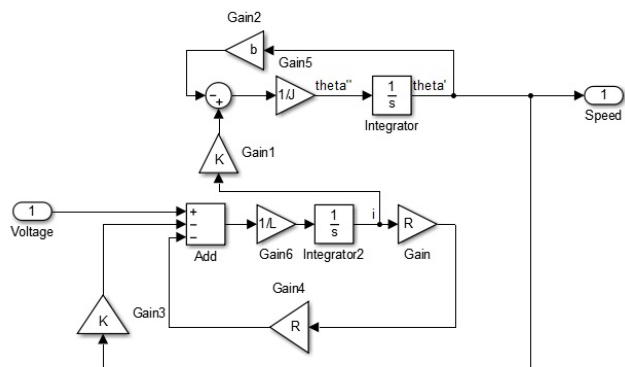 Gain2
b
Gain5
1/J
theta''
1
s
theta'
Integrator
1
Speed
K
Gain1
1
Voltage
+
−
−
Add
1/L
Gain6
1
s
Integrator2
i
R
Gain
Gain4
R
K
Gain3
−
+